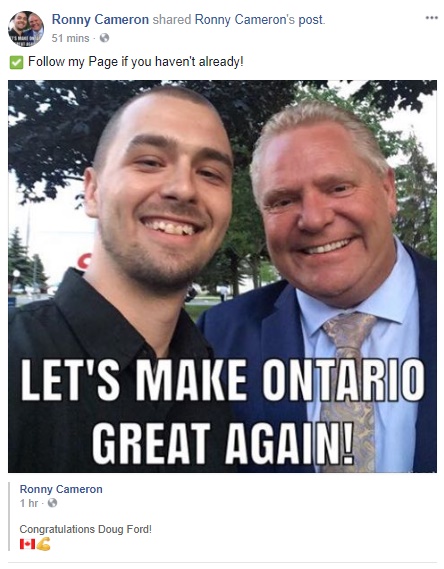 Ronny Cameron shared Ronny Cameron's post.
51 mins ·
Follow my Page if you haven't already!
LET'S MAKE ONTARIO
GREAT AGAIN!
Ronny Cameron
1 hr ·
Congratulations Doug Ford!